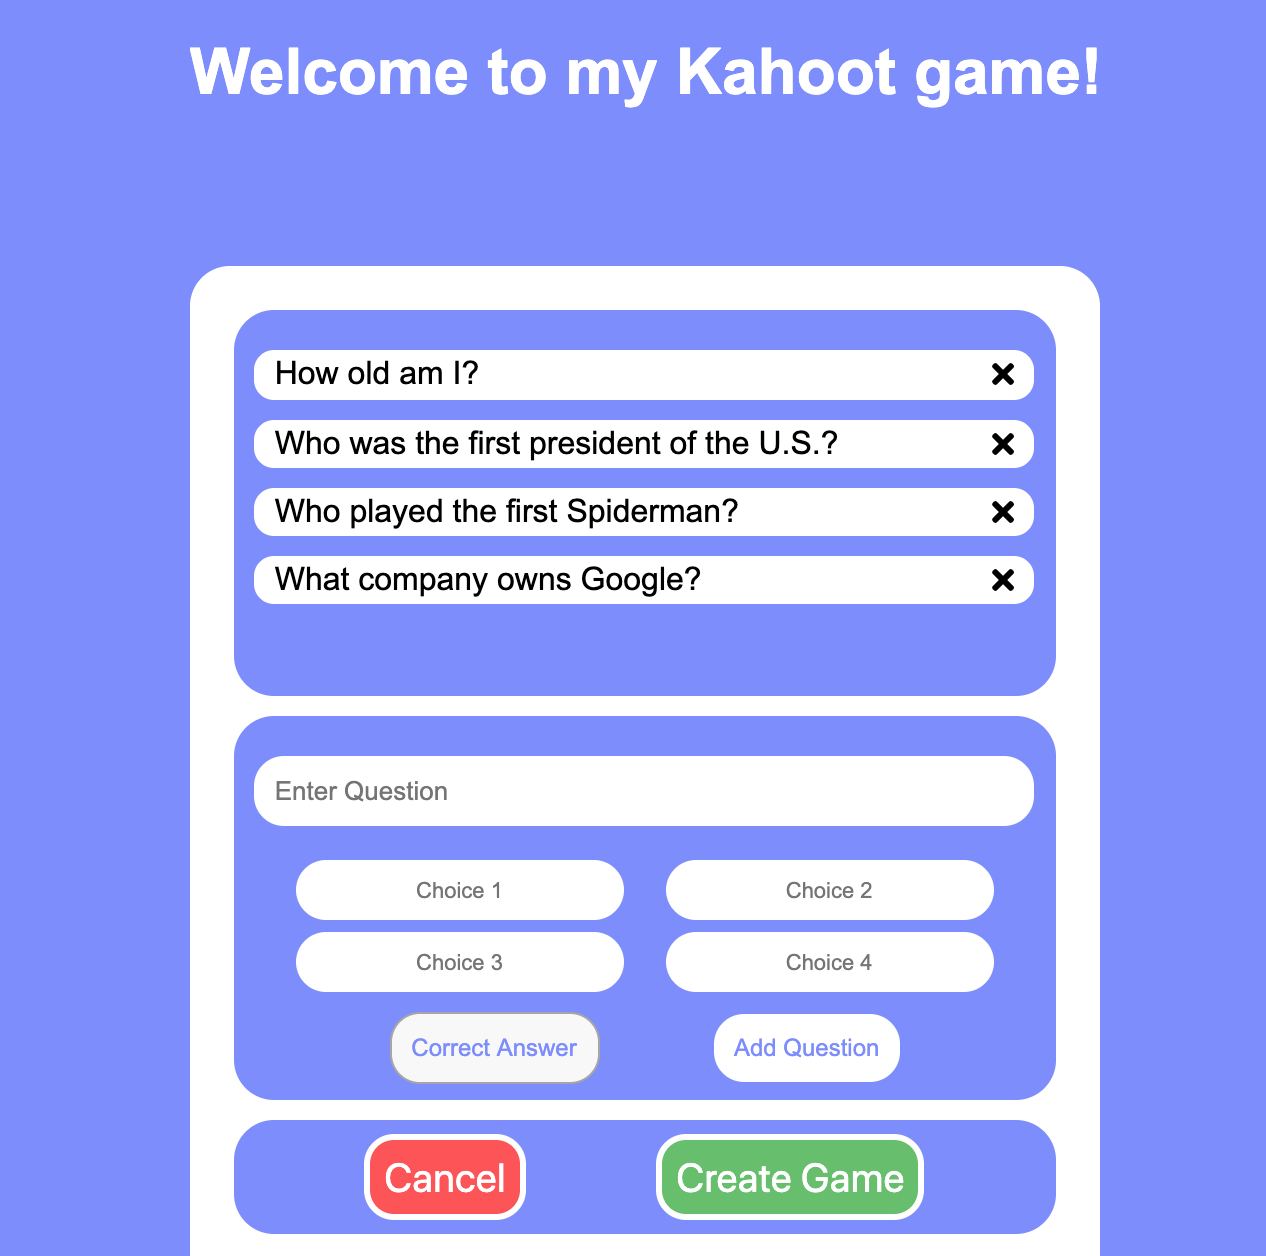 Welcome to my Kahoot game!
How old am I?
Who was the first president of the U.S.?
Who played the first Spiderman?
What company owns Google?
Enter Question
Choice 1
Choice 2
Choice 3
Choice 4
Correct Answer
Add Question
Cancel
Create Game